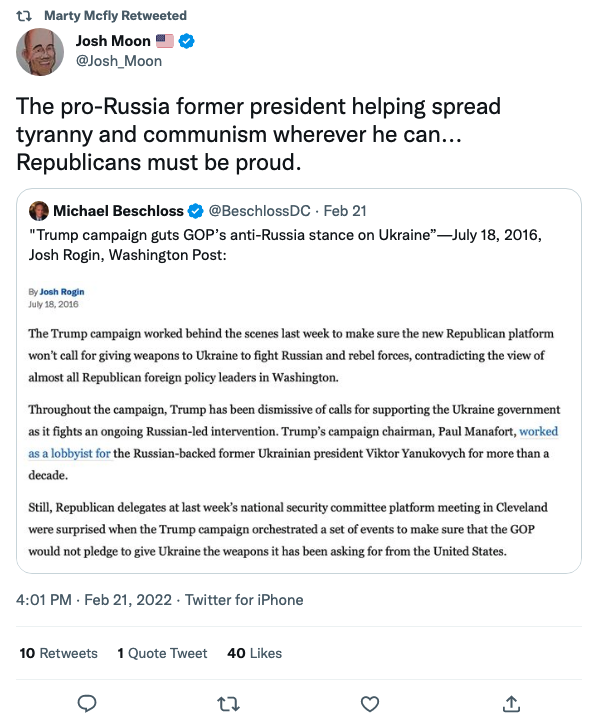 Marty Mcfly Retweeted
Josh Moon 🇺🇸
@Josh_Moon
The pro-Russia former president helping spread
tyranny and communism wherever he can...
Republicans must be proud.
Michael Beschloss @BeschlossDC · Feb 21
"Trump campaign guts GOP's anti-Russia stance on Ukraine”—July 18, 2016,
Josh Rogin, Washington Post:
By Josh Rogin
July 18, 2016
The Trump campaign worked behind the scenes last week to make sure the new Republican platform
won't call for giving weapons to Ukraine to fight Russian and rebel forces, contradicting the view of
almost all Republican foreign policy leaders in Washington.
Throughout the campaign, Trump has been dismissive of calls for supporting the Ukraine government
as it fights an ongoing Russian-led intervention. Trump's campaign chairman, Paul Manafort, worked
as a lobbyist for the Russian-backed former Ukrainian president Viktor Yanukovych for more than a
decade.
Still, Republican delegates at last week's national security committee platform meeting in Cleveland
were surprised when the Trump campaign orchestrated a set of events to make sure that the GOP
would not pledge to give Ukraine the weapons it has been asking for from the United States.
4:01 PM · Feb 21, 2022 · Twitter for iPhone
10 Retweets 1 Quote Tweet 40 Likes